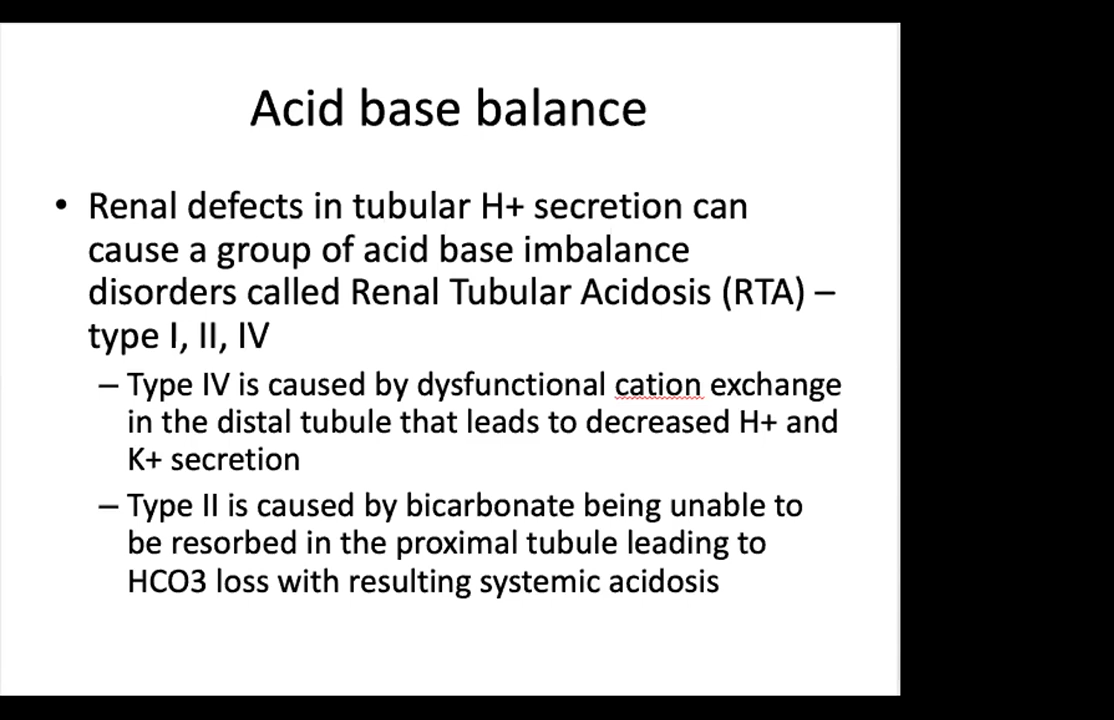 Acid base balance
• Renal defects in tubular H+ secretion can
cause a group of acid base imbalance
disorders called Renal Tubular Acidosis (RTA) –
type I, II, IV
– Type IV is caused by dysfunctional cation exchange
in the distal tubule that leads to decreased H+ and
K+ secretion
– Type II is caused by bicarbonate being unable to
be resorbed in the proximal tubule leading to
HCO3 loss with resulting systemic acidosis